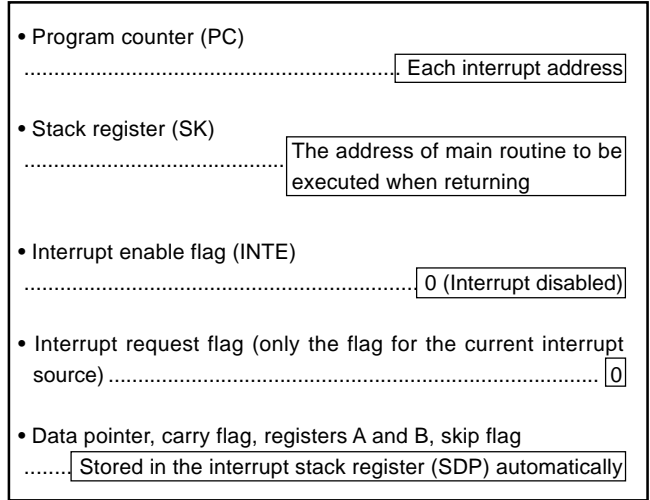 • Program counter (PC)
............................................................. Each interrupt address
• Stack register (SK)
.......................................... The address of main routine to be
executed when returning
• Interrupt enable flag (INTE)
................................................................ 0 (Interrupt disabled)
• Interrupt request flag (only the flag for the current interrupt
source) ................................................................................ 0
• Data pointer, carry flag, registers A and B, skip flag
........ Stored in the interrupt stack register (SDP) automatically